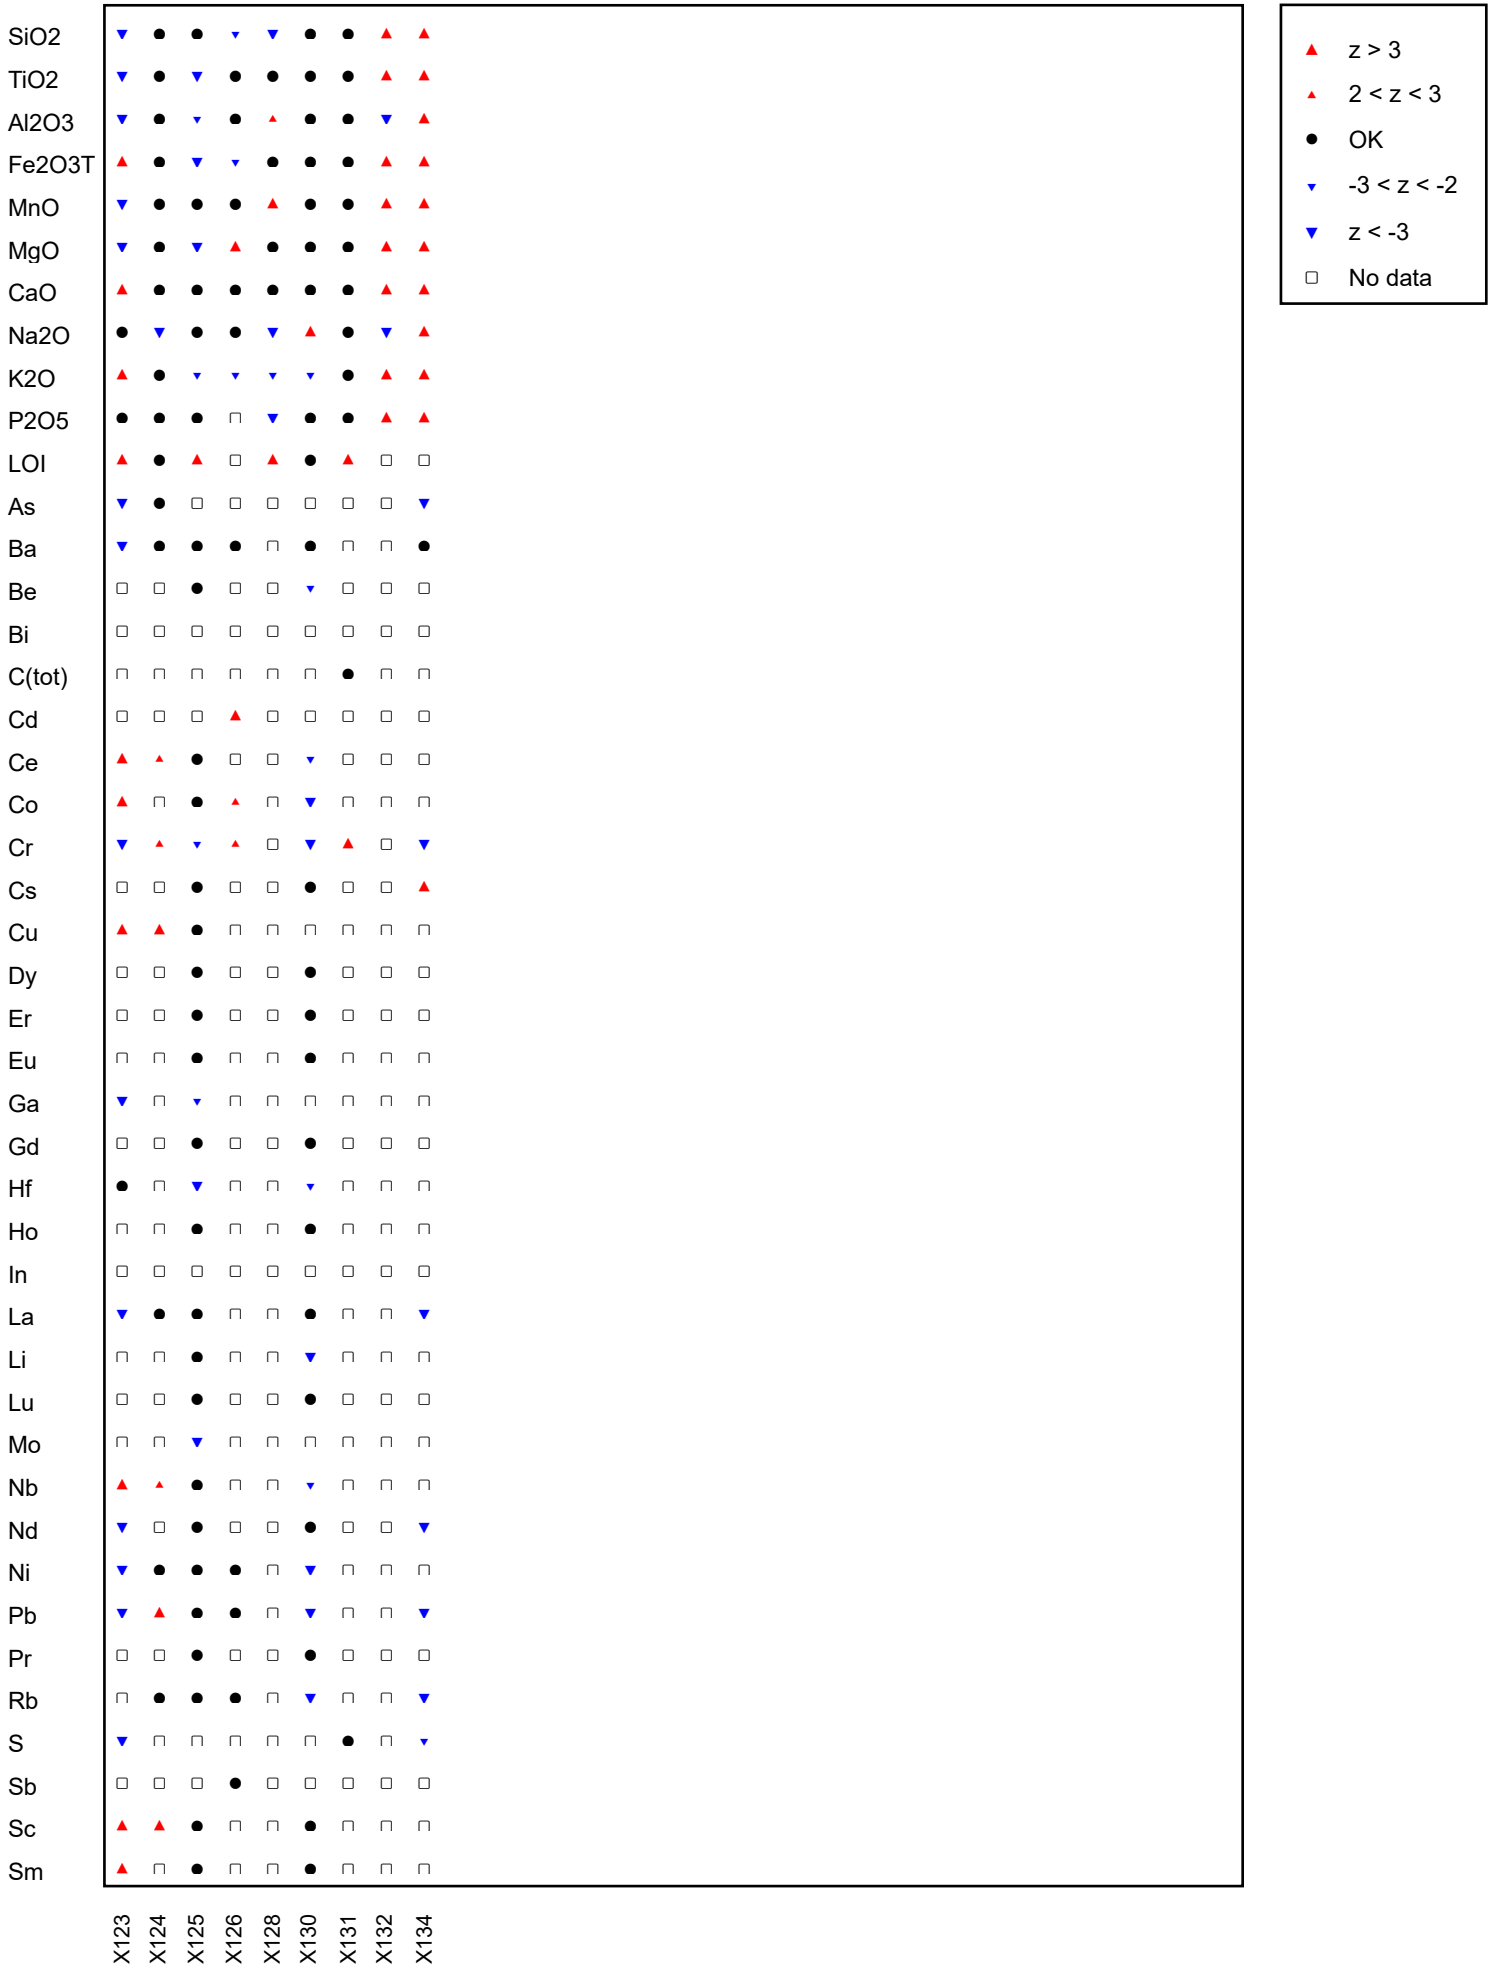 SiO2
TiO2
Al2O3
Fe2O3T
MnO
MgO
CaO
Na2O
K2O
P2O5
LOI
As
Ba
Be
Bi
C(tot)
Cd
Ce
Co
Cr
Cs
Cu
Dy
Er
Eu
Ga
Gd
Hf
Ho
In
La
Li
Lu
Mo
Nb
Nd
Ni
Pb
Pr
Rb
S
Sb
Sc
Sm
X123
X124
X125
X126
X128
X130
X131
X132
X134
z > 3
2 < z < 3
OK
-3 < z < -2
z < -3
No data